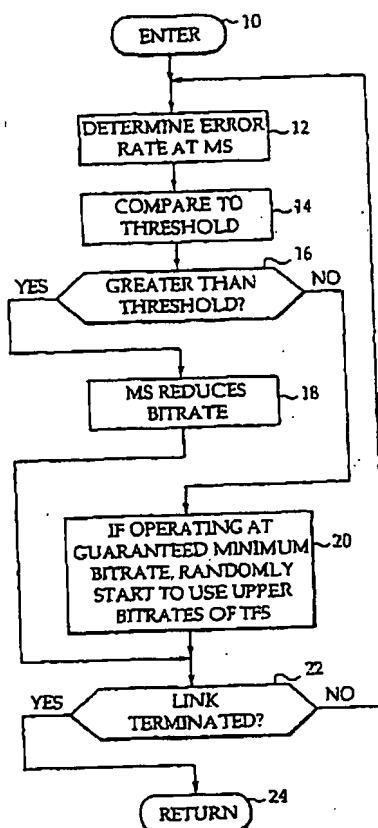 ENTER
10
DETERMINE ERROR
RATE AT MS
12
COMPARE TO
THRESHOLD
14
16
YES
GREATER THAN
THRESHOLD?
NO
MS REDUCES
BITRATE
18
IF OPERATING AT
GUARANTEED MINIMUM
BITRATE, RANDOMLY
START TO USE UPPER
BITRATES OF TFS
20
22
YES
LINK
TERMINATED?
NO
RETURN
24